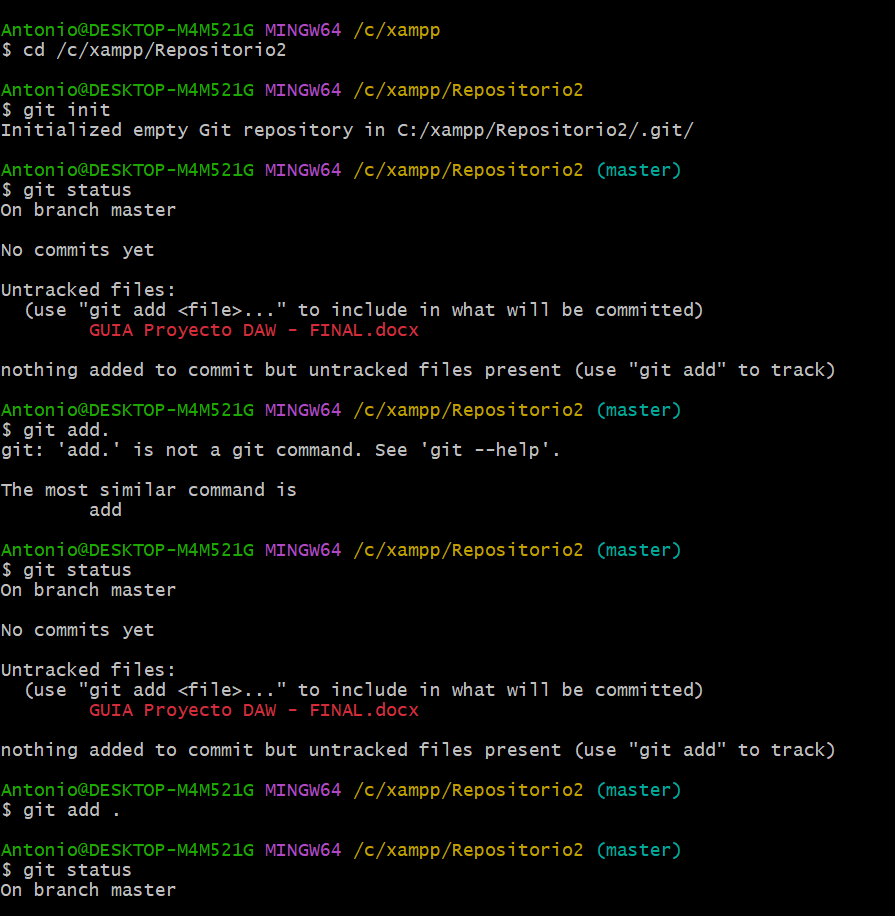 Antonio@DESKTOP-M4M521G MINGW64 /c/xampp
$ cd /c/xampp/Repositorio2
Antonio@DESKTOP-M4M521G MINGW64 /c/xampp/Repositorio2
$ git init
Initialized empty Git repository in C:/xampp/Repositorio2/.git/
Antonio@DESKTOP-M4M521G MINGW64 /c/xampp/Repositorio2 (master)
$ git status
On branch master
No commits yet
Untracked files:
(use "git add <file>..." to include in what will be committed)
GUIA Proyecto DAW - FINAL.docx
nothing added to commit but untracked files present (use "git add" to track)
Antonio@DESKTOP-M4M521G MINGW64 /c/xampp/Repositorio2 (master)
$ git add.
git: 'add.' is not a git command. See 'git --help'.
The most similar command is
add
Antonio@DESKTOP-M4M521G MINGW64 /c/xampp/Repositorio2 (master)
$ git status
On branch master
No commits yet
Untracked files:
(use "git add <file>..." to include in what will be committed)
GUIA Proyecto DAW - FINAL.docx
nothing added to commit but untracked files present (use "git add" to track)
Antonio@DESKTOP-M4M521G MINGW64 /c/xampp/Repositorio2 (master)
$ git add .
Antonio@DESKTOP-M4M521G MINGW64 /c/xampp/Repositorio2 (master)
$ git status
On branch master